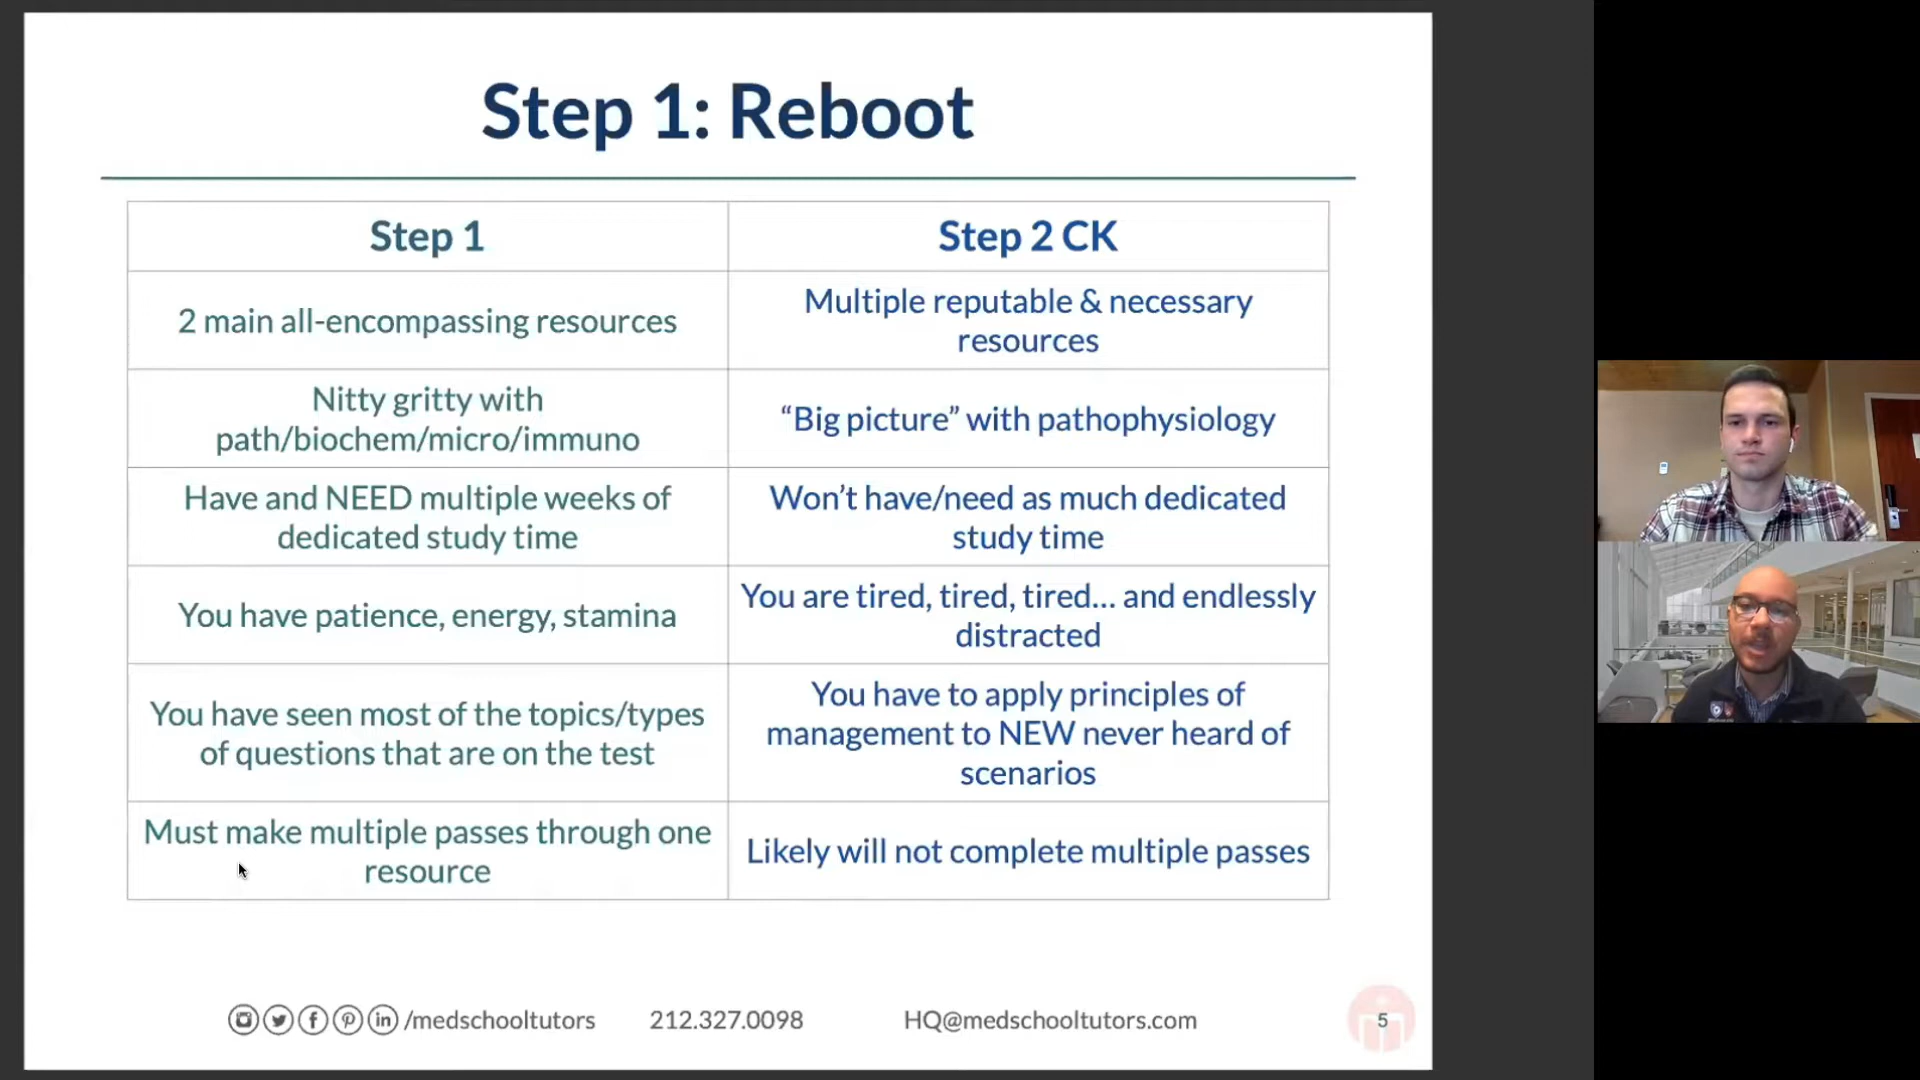 Step 1: Reboot
Step 1
Step 2 CK
2 main all-encompassing resources
Multiple reputable & necessary
resources
Nitty gritty with
path/biochem/micro/immuno
“Big picture” with pathophysiology
Have and NEED multiple weeks of
dedicated study time
Won’t have/need as much dedicated
study time
You have patience, energy, stamina
You are tired, tired, tired... and endlessly
distracted
You have seen most of the topics/types
of questions that are on the test
You have to apply principles of
management to NEW never heard of
scenarios
Must make multiple passes through one
resource
Likely will not complete multiple passes
/medschooltutors
212.327.0098
HQ@medschooltutors.com
5